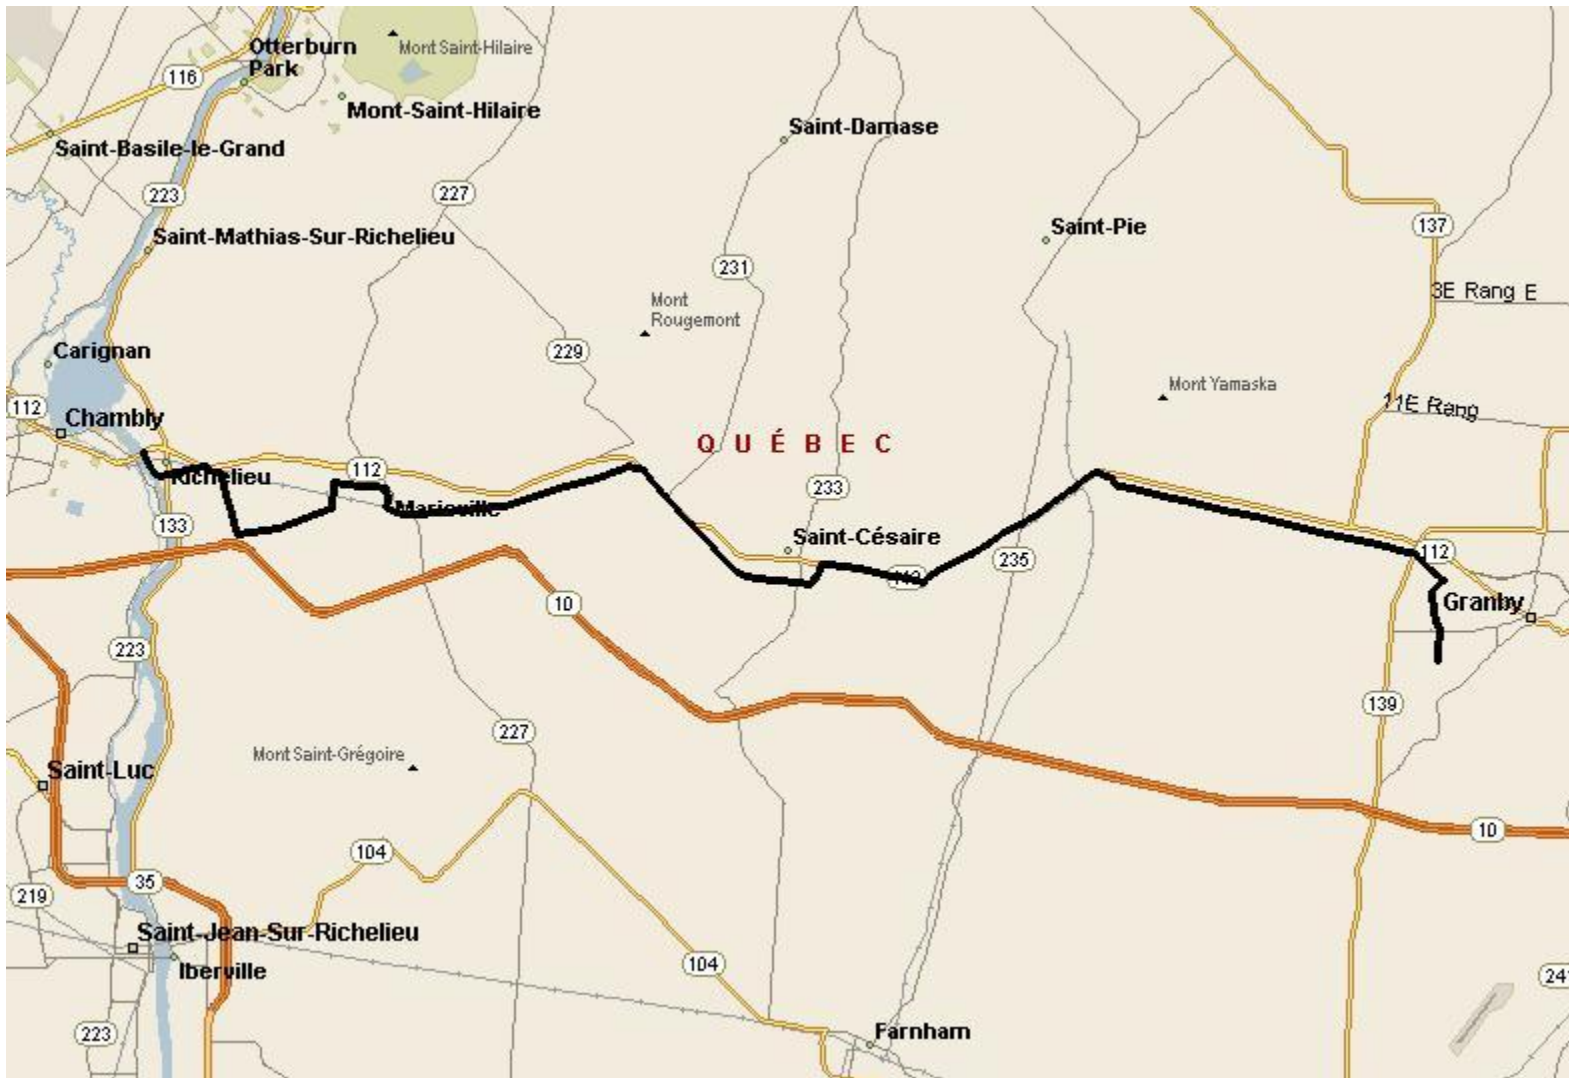 Otterburn
Park
Mont Saint-Hilaire
116
Mont-Saint-Hilaire
Saint-Damase
Saint-Basile-le-Grand
223
227
Saint-Mathias-Sur-Richelieu
Saint-Pie
137
231
3E Rang E
Mont
Rougemont
Carignan
229
Mont Yamaska
112
11E Rang
Chambly
QUÉBEC
112
Richelieu
233
Marieville
133
Saint-Césaire
112
235
112
10
Granby
223
139
227
Mont Saint-Grégoire
Saint-Luc
10
104
35
219
Saint-Jean-Sur-Richelieu
Iberville
104
241
223
Farnham